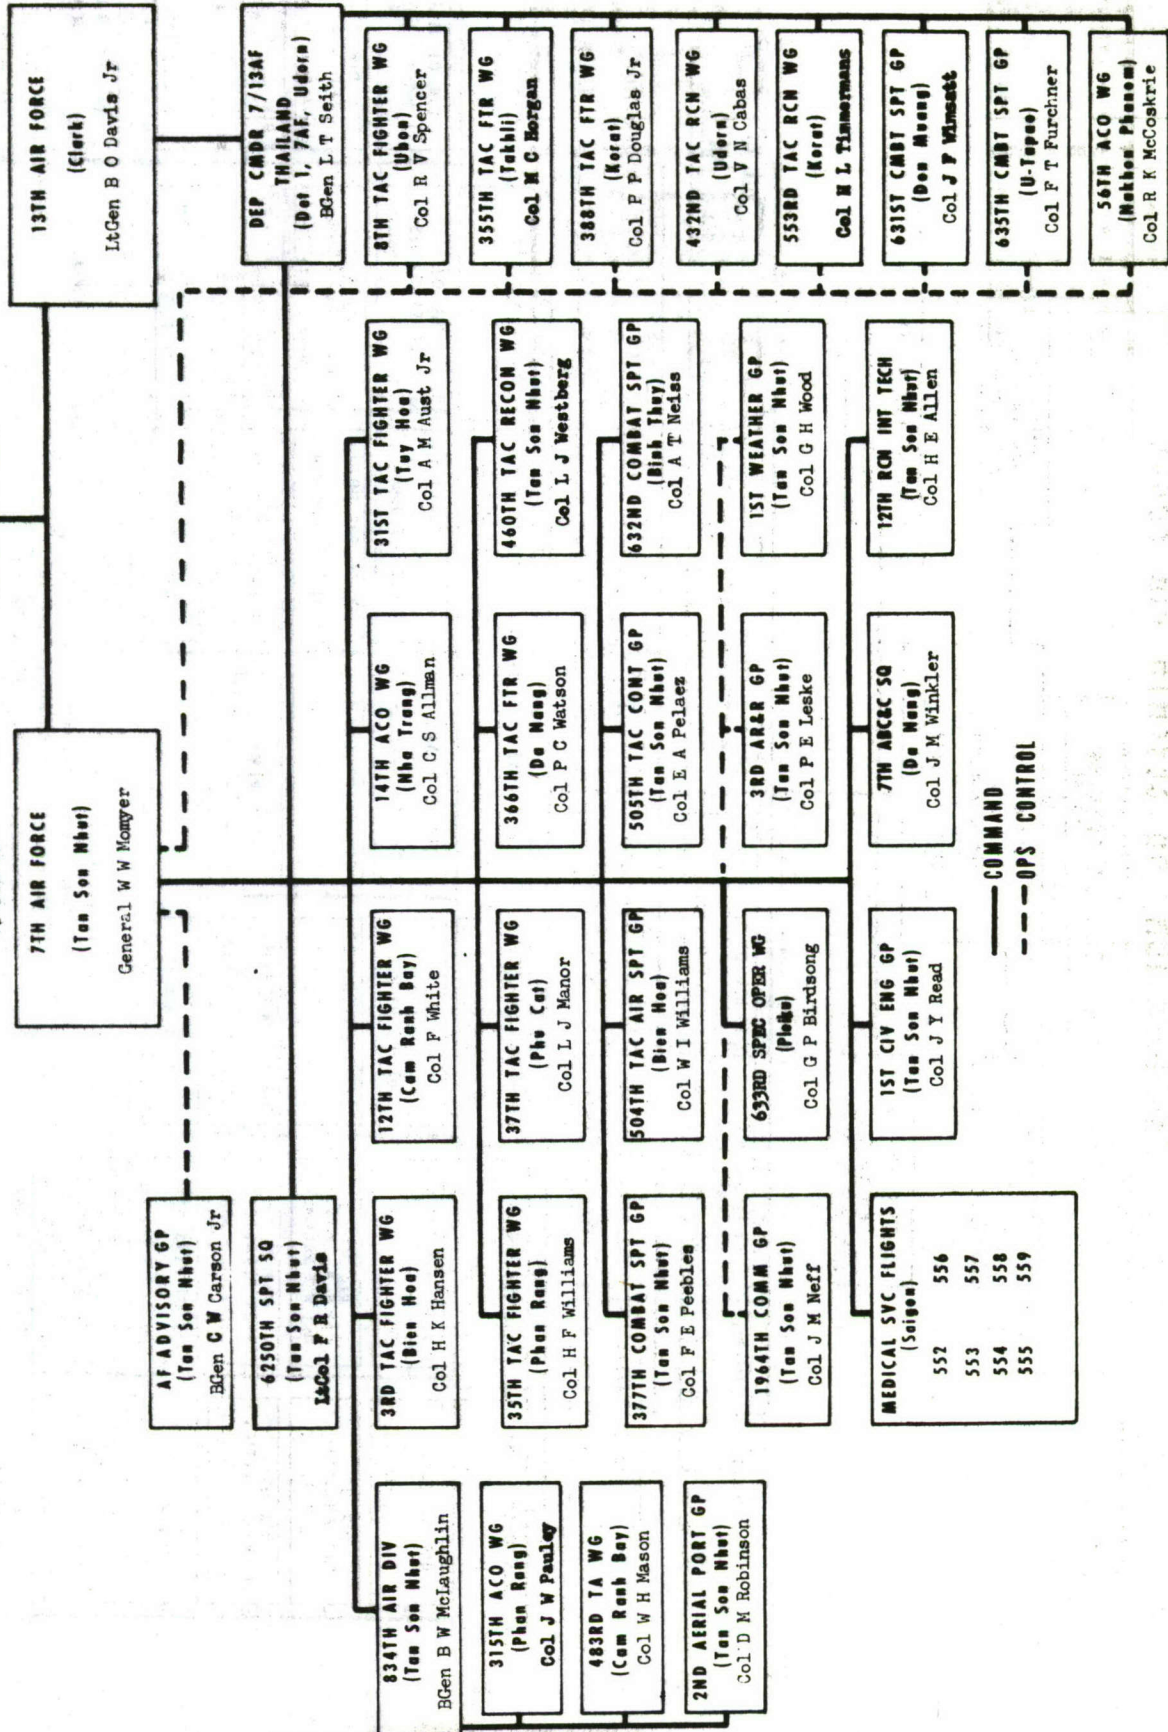 7TH AIR FORCE
(Tan Son Nhut)
General W W Momyer
13TH AIR FORCE
(Clark)
LtGen B O Davis Jr
AF ADVISORY GP
(Tan Son Nhut)
BGen C W Carson Jr
6250TH SPT SQ
(Tan Son Nhut)
LtCol F R Davis
DEP CMDR 7/13AF
THAILAND
(Det 1, 7AF, Udorn)
BGen L T Seith
834TH AIR DIV
(Tan Son Nhut)
BGen B W McLaughlin
315TH ACO WG
(Phan Rang)
Col J W Pauley
483RD TA WG
(Cam Ranh Bay)
Col W H Mason
2ND AERIAL PORT GP
(Tan Son Nhut)
Col D M Robinson
3RD TAC FIGHTER WG
(Bien Hoa)
Col H K Hansen
12TH TAC FIGHTER WG
(Cam Ranh Bay)
Col F White
14TH ACO WG
(Nha Trang)
Col C S Allman
31ST TAC FIGHTER WG
(Tuy Hoa)
Col A M Aust Jr
35TH TAC FIGHTER WG
(Phan Rang)
Col H F Williams
37TH TAC FIGHTER WG
(Phu Cat)
Col L J Manor
366TH TAC FTR WG
(Da Nang)
Col P C Watson
460TH TAC RECON WG
(Tan Son Nhut)
Col L J Westberg
377TH COMBAT SPT GP
(Tan Son Nhut)
Col F E Peebles
504TH TAC AIR SPT GP
(Bien Hoa)
Col W I Williams
505TH TAC CONT GP
(Tan Son Nhut)
Col E A Pelaez
632ND COMBAT SPT GP
(Binh Thuy)
Col A T Neiss
1964TH COMM GP
(Tan Son Nhut)
Col J M Neff
633RD SPEC OPER WG
(Pleiku)
Col G P Birdsong
3RD AR&R GP
(Tan Son Nhut)
Col P E Leske
1ST WEATHER GP
(Tan Son Nhut)
Col G H Wood
MEDICAL SVC FLIGHTS
(Saigon)
552 556
553 557
554 558
555 559
1ST CIV ENG GP
(Tan Son Nhut)
Col J Y Read
7TH ABC&C SQ
(Da Nang)
Col J M Winkler
12TH RCN INT TECH
(Tan Son Nhut)
Col H E Allen
8TH TAC FIGHTER WG
(Ubon)
Col R V Spencer
355TH TAC FTR WG
(Takhli)
Col M C Horgan
388TH TAC FTR WG
(Korat)
Col P P Douglas Jr
432ND TAC RCN WG
(Udorn)
Col V N Cabas
553RD TAC RCN WG
(Korat)
Col N L Timmermans
631ST CMBT SPT GP
(Don Muang)
Col J F Wimsatt
635TH CMBT SPT GP
(U-Tapao)
Col F T Furchner
56TH ACO WG
(Nakhon Phanom)
Col R K McCoskrie
COMMAND
OPS CONTROL